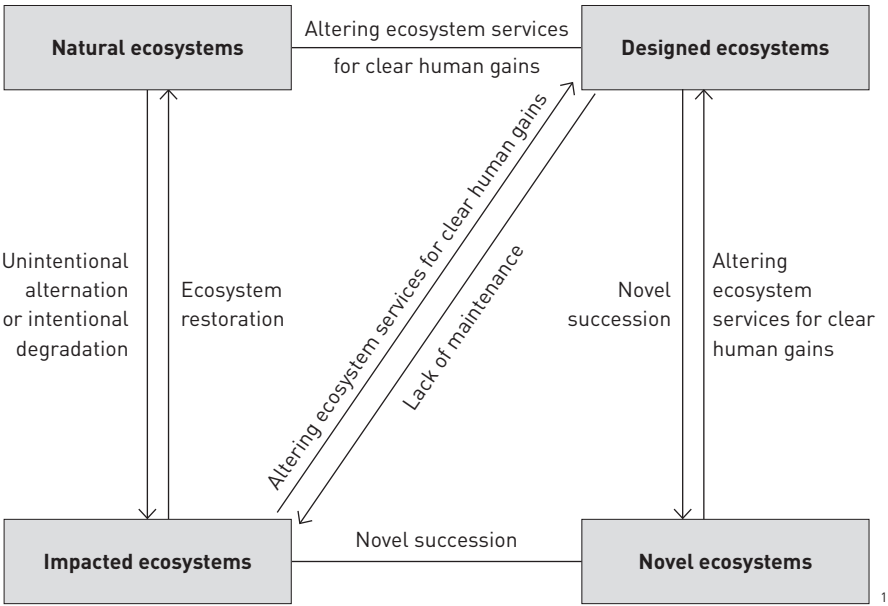 Natural ecosystems
Altering ecosystem services
for clear human gains
Designed ecosystems
Unintentional
alternation
or intentional
degradation
Ecosystem
restoration
Altering ecosystem services for clear human gains
Lack of maintenance
Novel
succession
Altering
ecosystem
services for clear
human gains
Impacted ecosystems
Novel succession
Novel ecosystems
1